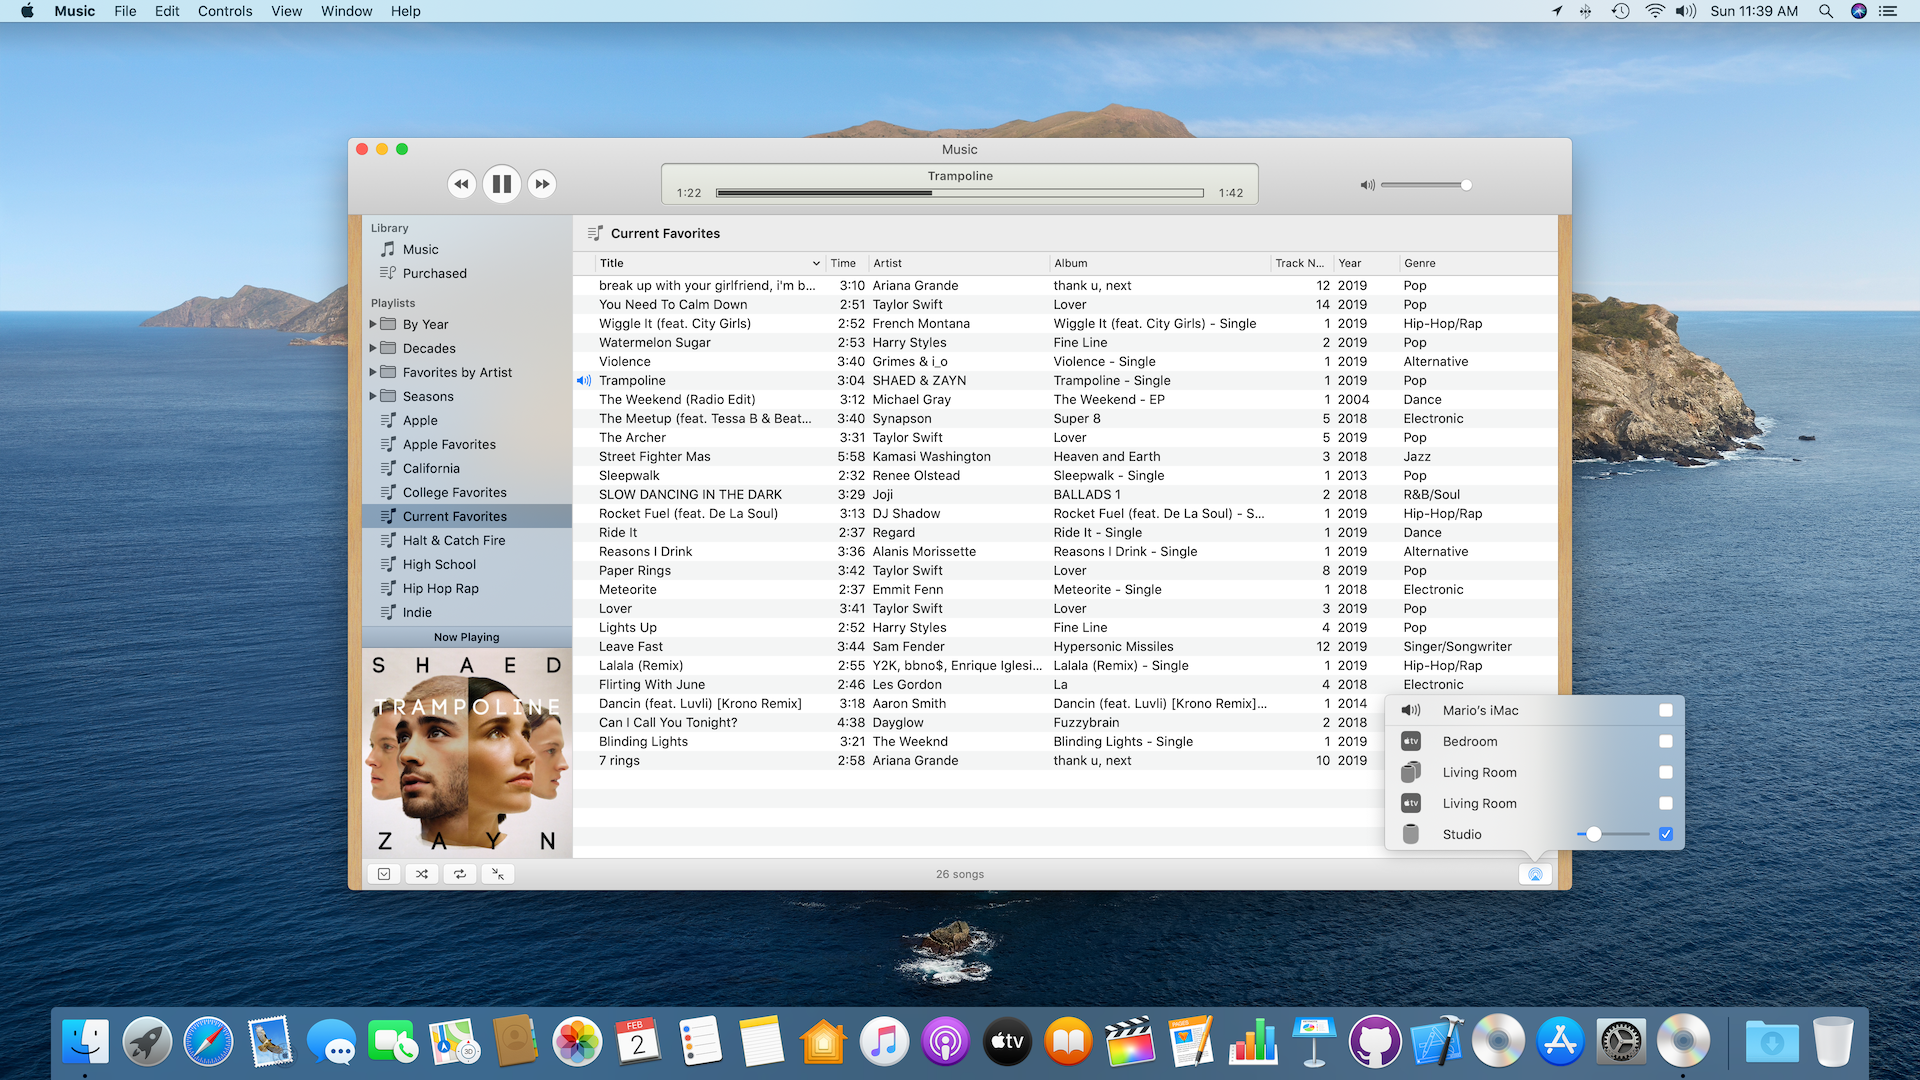 Music File Edit Controls View Window Help Sun 11:39 AM
Music
Trampoline
1:22 1:42
Library
Music
Purchased
Playlists
By Year
Decades
Favorites by Artist
Seasons
Apple
Apple Favorites
California
College Favorites
Current Favorites
Halt & Catch Fire
High School
Hip Hop Rap
Indie
Now Playing
SHAED
TRAMPOLINE
ZAYN
Current Favorites
Title Time Artist Album Track N... Year Genre
break up with your girlfriend, i'm b... 3:10 Ariana Grande thank u, next 12 2019 Pop
You Need To Calm Down 2:51 Taylor Swift Lover 14 2019 Pop
Wiggle It (feat. City Girls) 2:52 French Montana Wiggle It (feat. City Girls) - Single 1 2019 Hip-Hop/Rap
Watermelon Sugar 2:53 Harry Styles Fine Line 2 2019 Pop
Violence 3:40 Grimes & i_o Violence - Single 1 2019 Alternative
Trampoline 3:04 SHAED & ZAYN Trampoline - Single 1 2019 Pop
The Weekend (Radio Edit) 3:12 Michael Gray The Weekend - EP 1 2004 Dance
The Meetup (feat. Tessa B & Beat... 3:40 Synapson Super 8 5 2018 Electronic
The Archer 3:31 Taylor Swift Lover 5 2019 Pop
Street Fighter Mas 5:58 Kamasi Washington Heaven and Earth 3 2018 Jazz
Sleepwalk 2:32 Renee Olstead Sleepwalk - Single 1 2013 Pop
SLOW DANCING IN THE DARK 3:29 Joji BALLADS 1 2 2018 R&B/Soul
Rocket Fuel (feat. De La Soul) 3:13 DJ Shadow Rocket Fuel (feat. De La Soul) - S... 1 2019 Hip-Hop/Rap
Ride It 2:37 Regard Ride It - Single 1 2019 Dance
Reasons I Drink 3:36 Alanis Morissette Reasons I Drink - Single 1 2019 Alternative
Paper Rings 3:42 Taylor Swift Lover 8 2019 Pop
Meteorite 2:37 Emmit Fenn Meteorite - Single 1 2018 Electronic
Lover 3:41 Taylor Swift Lover 3 2019 Pop
Lights Up 2:52 Harry Styles Fine Line 4 2019 Pop
Leave Fast 3:44 Sam Fender Hypersonic Missiles 12 2019 Singer/Songwriter
Lalala (Remix) 2:55 Y2K, bbno$, Enrique Iglesi... Lalala (Remix) - Single 1 2019 Hip-Hop/Rap
Flirting With June 2:46 Les Gordon La 4 2018 Electronic
Dancin (feat. Luvli) [Krono Remix] 3:18 Aaron Smith Dancin (feat. Luvli) [Krono Remix]... 1 2014
Can I Call You Tonight? 4:38 Dayglow Fuzzybrain 2 2018
Blinding Lights 3:21 The Weeknd Blinding Lights - Single 1 2019
7 rings 2:58 Ariana Grande thank u, next 10 2019
Mario's iMac
tv Bedroom
Living Room
tv Living Room
Studio
26 songs
FEB
2
3D
tv
PAGES